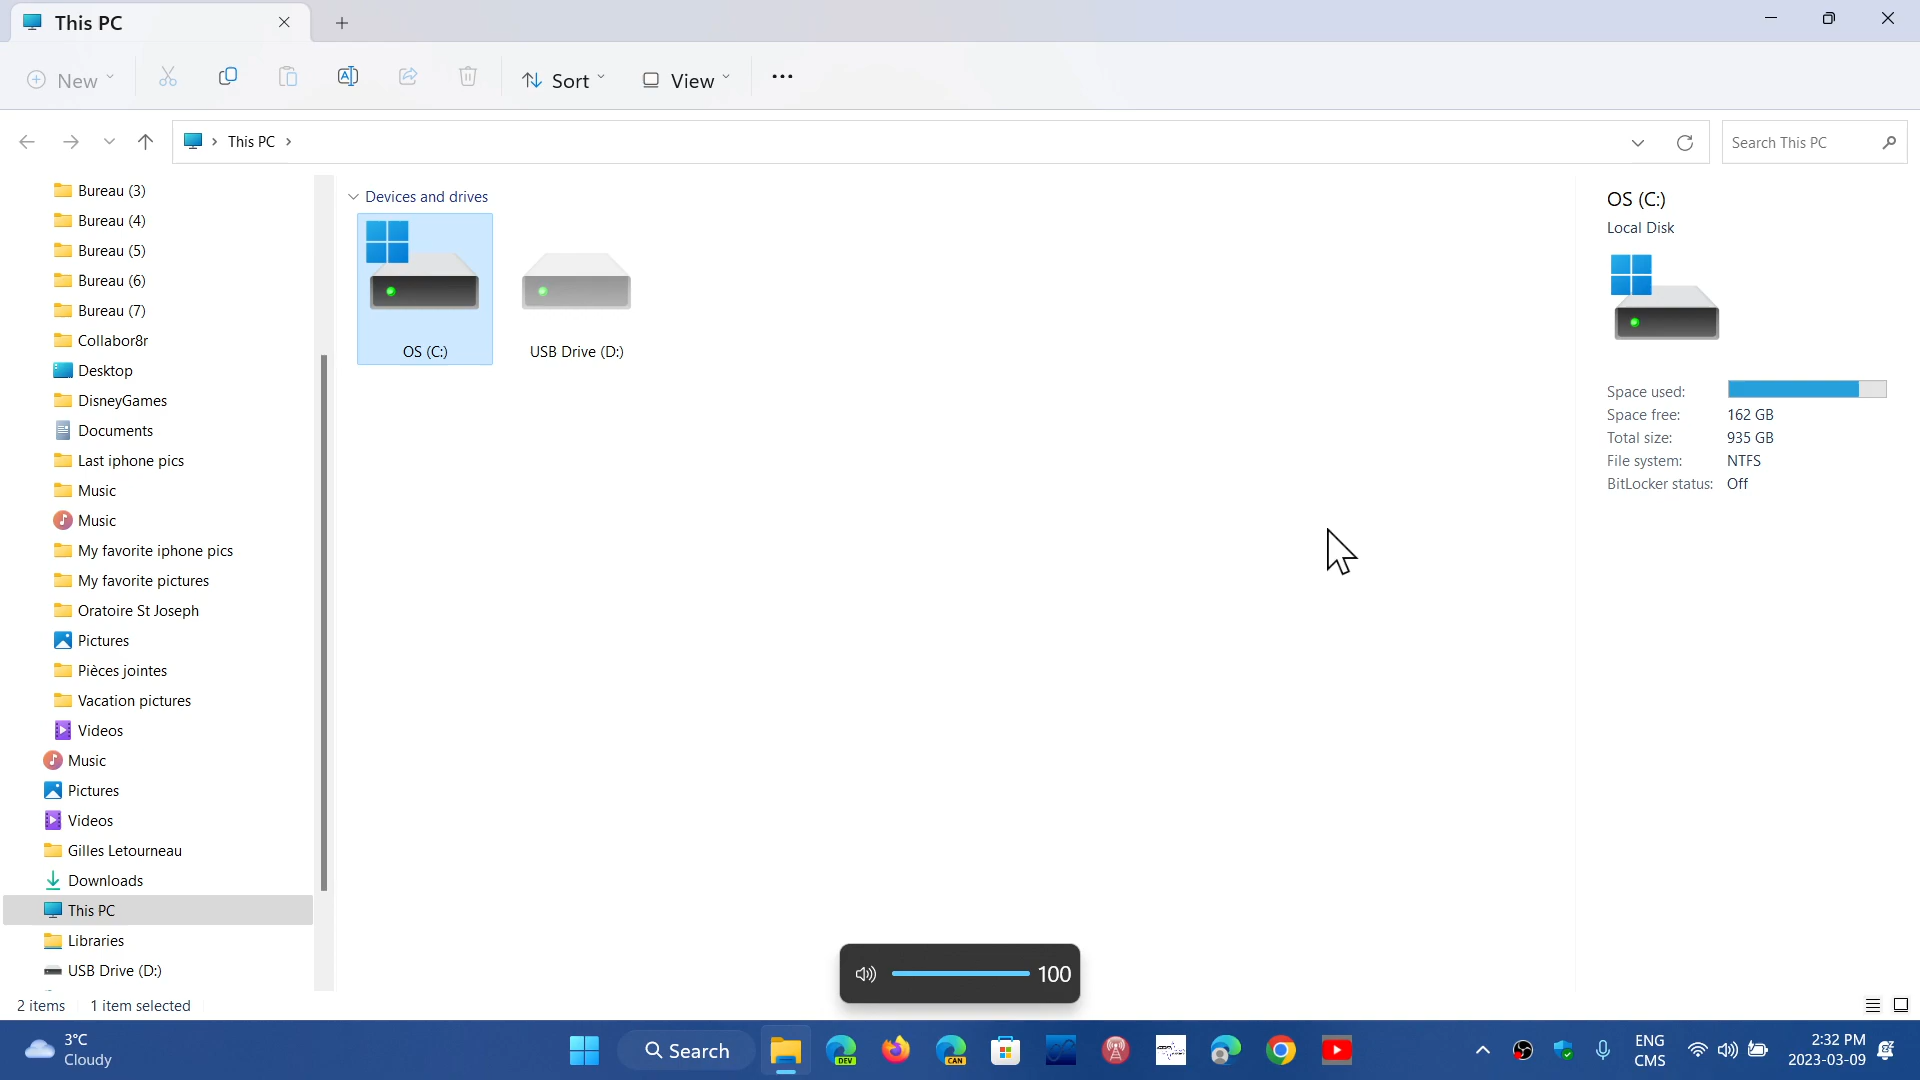 This PC
New
Sort
View
This PC
Search This PC
Bureau (3)
Bureau (4)
Bureau (5)
Bureau (6)
Bureau (7)
Collabor8r
Desktop
DisneyGames
Documents
Last iphone pics
Music
Music
My favorite iphone pics
My favorite pictures
Oratoire St Joseph
Pictures
Pièces jointes
Vacation pictures
Videos
Music
Pictures
Videos
Gilles Letourneau
Downloads
This PC
Libraries
USB Drive (D:)
Devices and drives
OS (C:)
USB Drive (D:)
OS (C:)
Local Disk
Space used:
Space free: 162 GB
Total size: 935 GB
File system: NTFS
BitLocker status: Off
100
2 items 1 item selected
3°C
Cloudy
Search
DEV
CAN
ENG
CMS
2:32 PM
2023-03-09